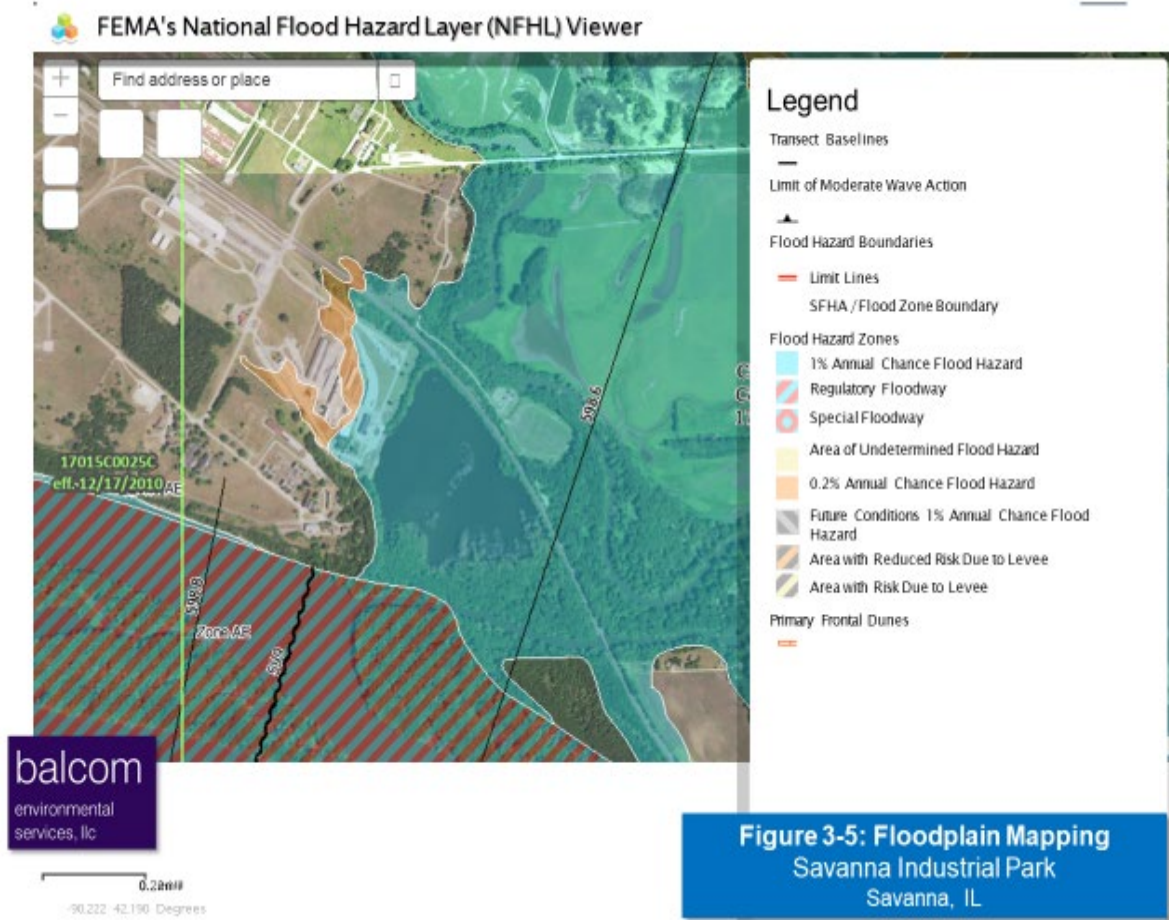 FEMA's National Flood Hazard Layer (NFHL) Viewer
+
Find address or place
−
Legend
Transect Baselines
Limit of Moderate Wave Action
Flood Hazard Boundaries
Limit Lines
SFHA / Flood Zone Boundary
Flood Hazard Zones
1% Annual Chance Flood Hazard
Regulatory Floodway
Special Floodway
Area of Undetermined Flood Hazard
0.2% Annual Chance Flood Hazard
Future Conditions 1% Annual Chance Flood
Hazard
Area with Reduced Risk Due to Levee
Area with Risk Due to Levee
Primary Frontal Dunes
598.6
17015C0025C
eff.12/17/2010
AE
598.8
Zone AE
balcom
environmental
services, llc
Figure 3-5: Floodplain Mapping
Savanna Industrial Park
Savanna, IL
-90.222 42.190 Degrees